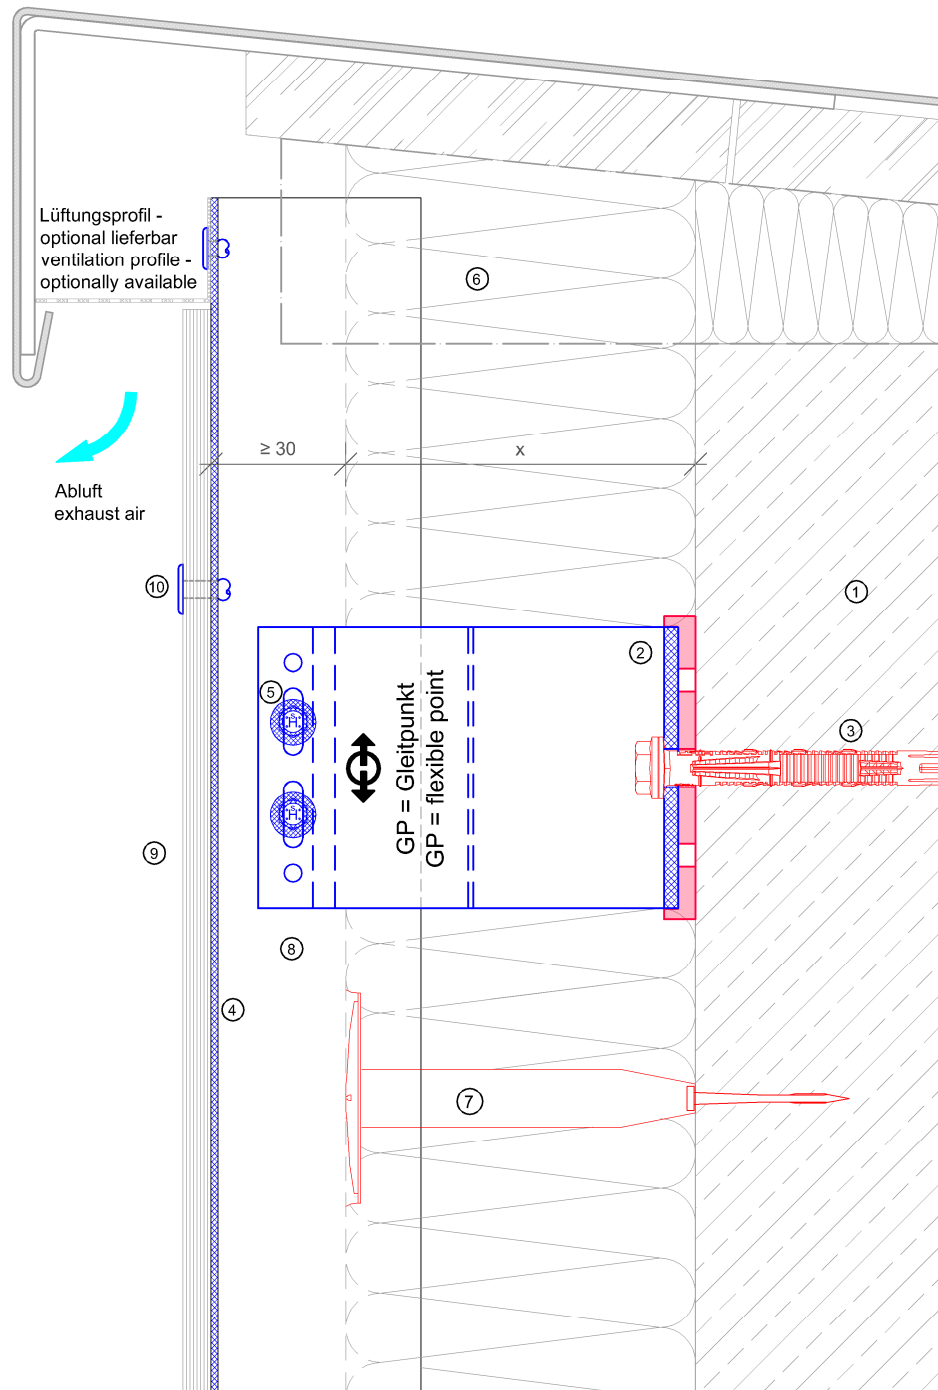 Lüftungsprofil -
optional lieferbar
ventilation profile -
optionally available
6
≥ 30
x
Abluft
exhaust air
10
1
2
5
GP = Gleitpunkt
GP = flexible point
3
9
8
4
7